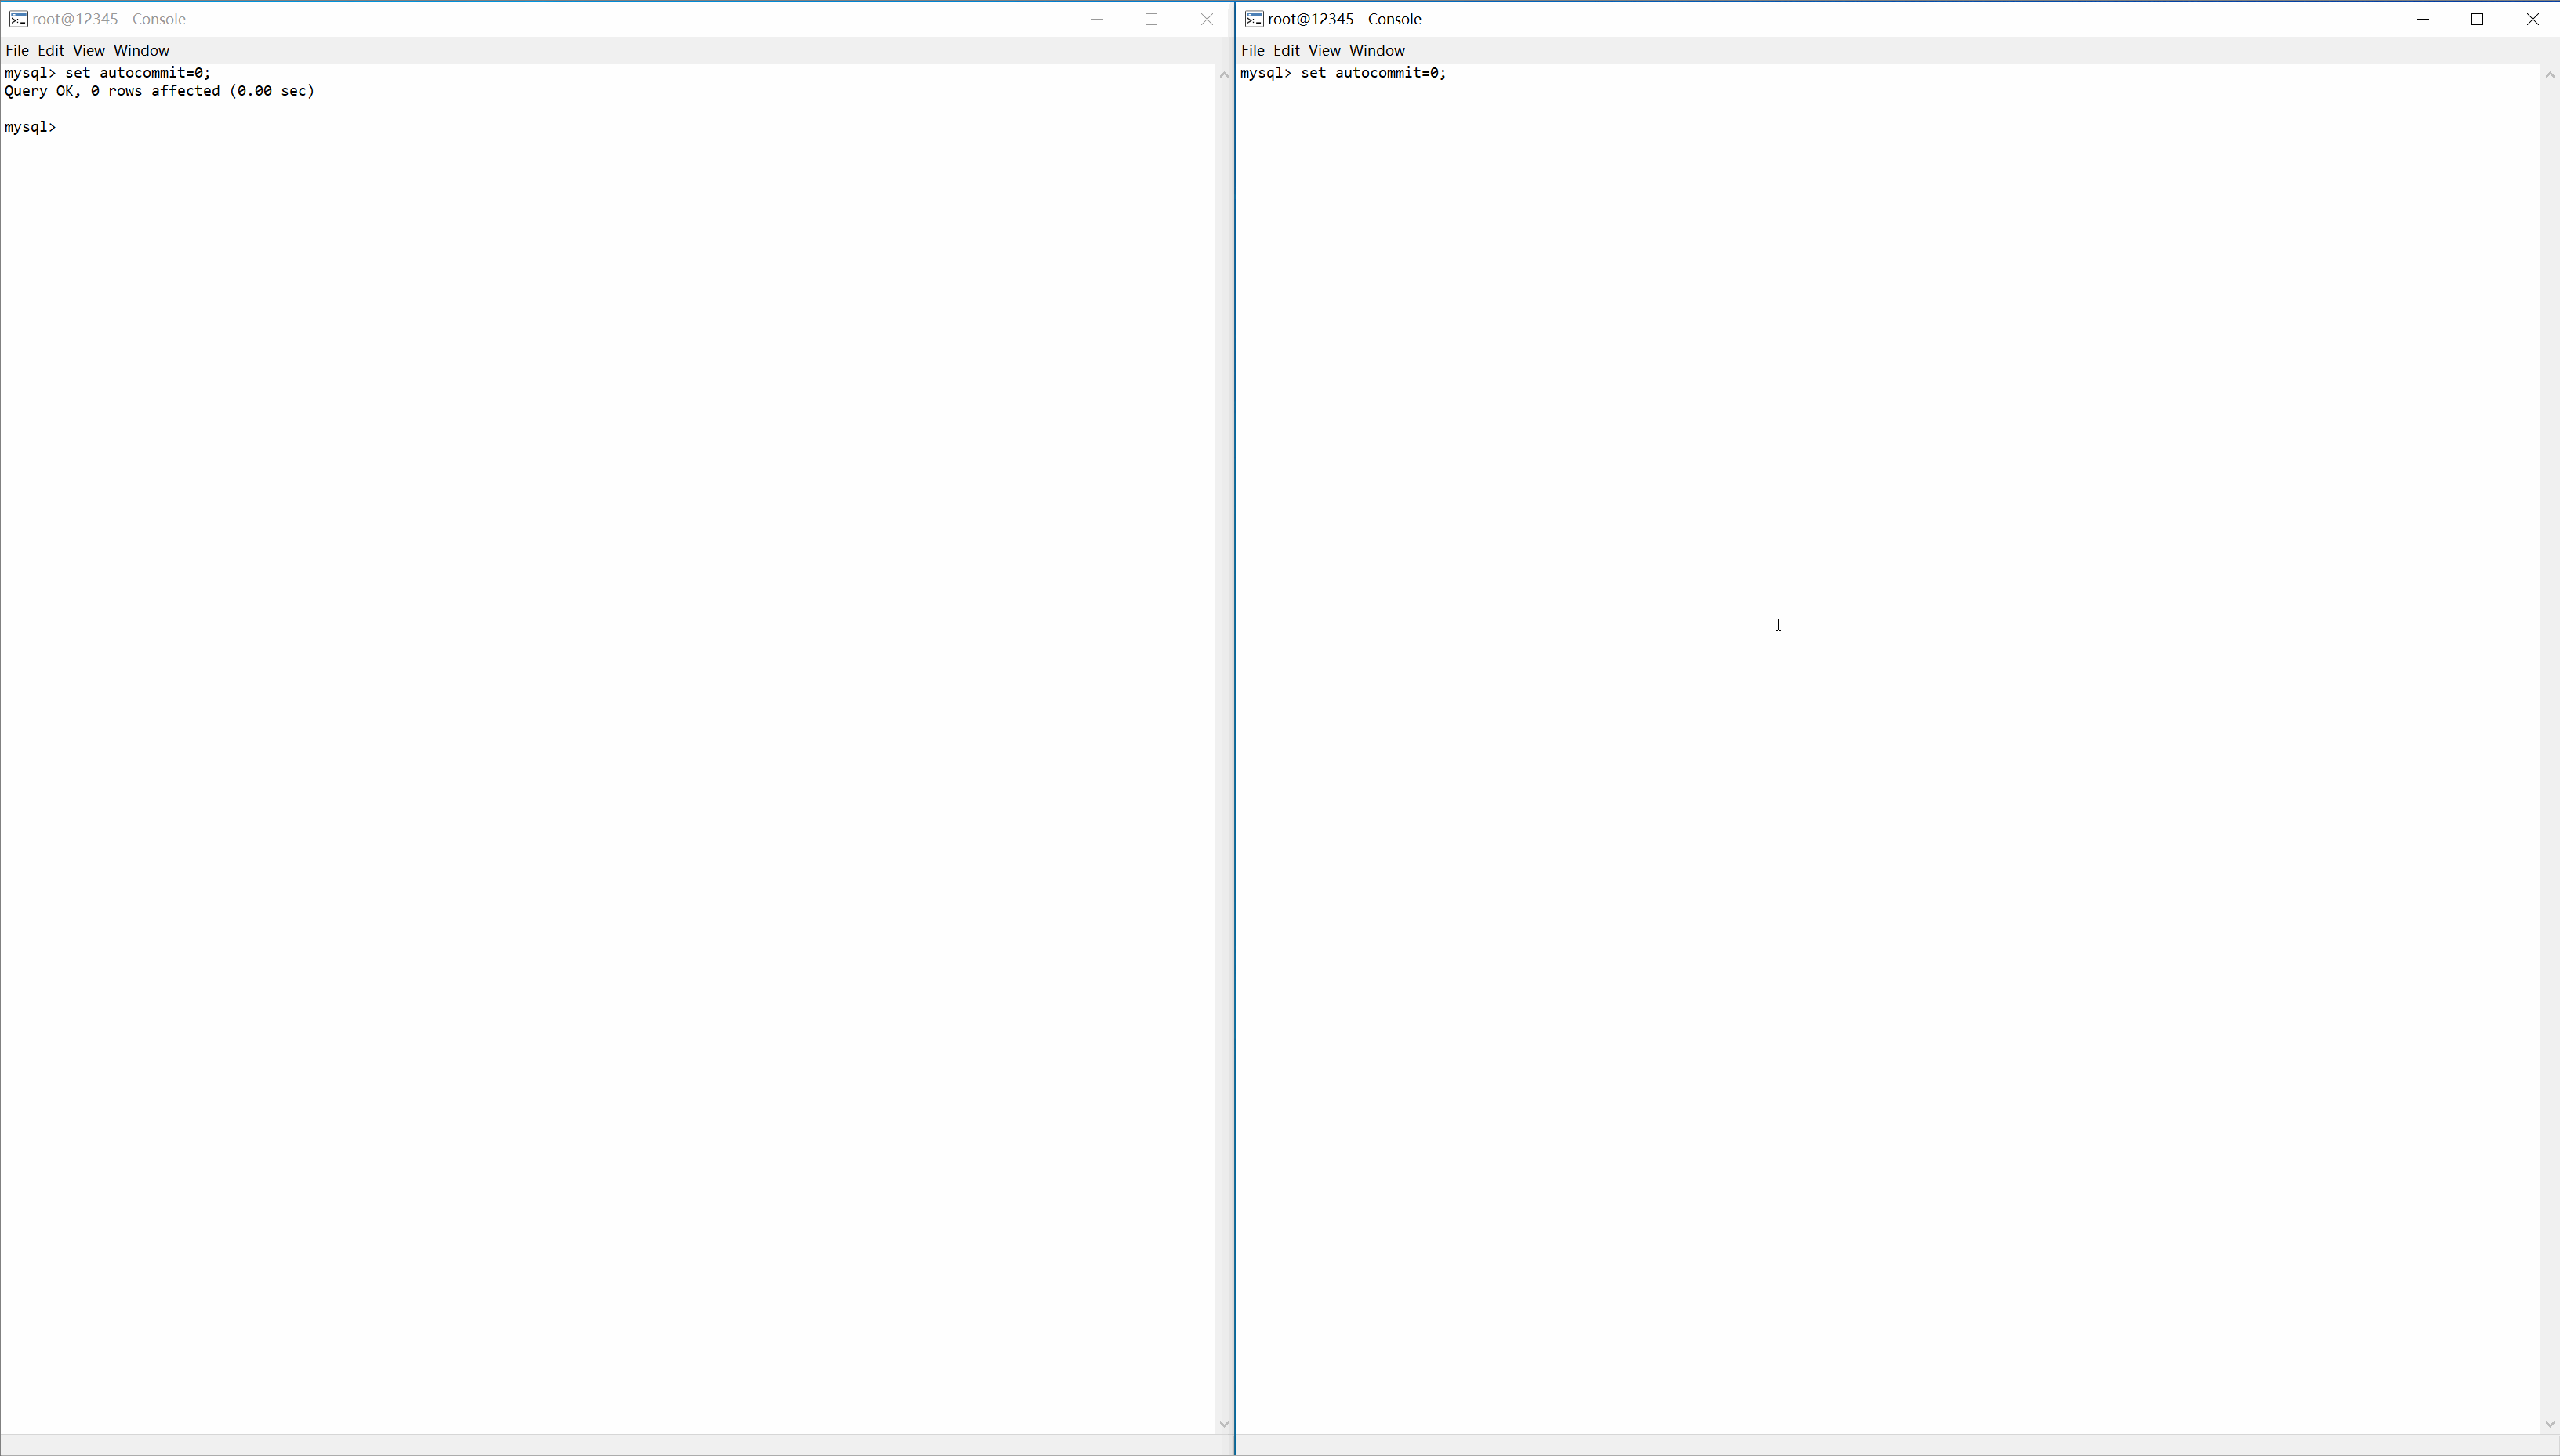 root@12345 - Console
File Edit View Window
mysql> set autocommit=0;
Query OK, 0 rows affected (0.00 sec)
mysql>
root@12345 - Console
File Edit View Window
mysql> set autocommit=0;